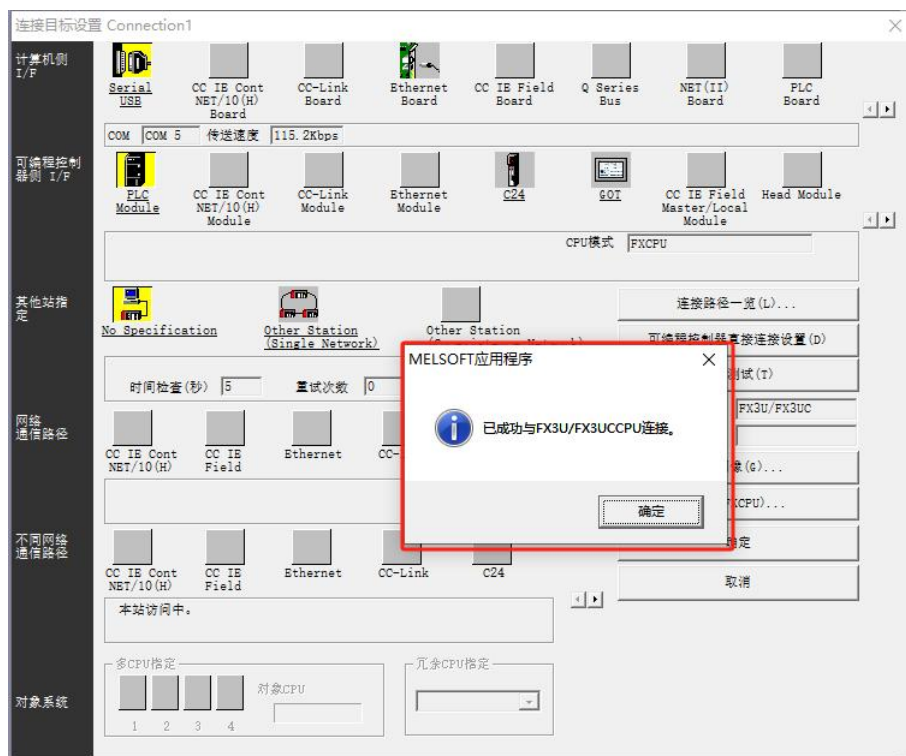 连接目标设置 Connection1
计算机侧
I/F
Serial
USB
CC IE Cont
NET/10(H)
Board
CC-Link
Board
Ethernet
Board
CC IE Field
Board
Q Series
Bus
NET(II)
Board
PLC
Board
COM
COM 5
传送速度
115.2Kbps
可编程控制
器侧 I/F
PLC
Module
CC IE Cont
NET/10(H)
Module
CC-Link
Module
Ethernet
Module
C24
GOT
CC IE Field
Master/Local
Module
Head Module
CPU模式
FXCPU
其他站指
定
No Specification
Other Station
(Single Network)
Other Station
连接路径一览(L)...
可编程控制器直接连接设置(D)
时间检查(秒)
5
重试次数
0
测试(T)
FX3U/FX3UC
MELSOFT应用程序
已成功与FX3U/FX3UCCPU连接。
确定
网络
通信路径
CC IE Cont
NET/10(H)
CC IE
Field
Ethernet
像(G)...
CPU)...
不同网络
通信路径
CC IE Cont
NET/10(H)
CC IE
Field
Ethernet
CC-Link
C24
取消
本站访问中。
多CPU指定
对象CPU
1 2 3 4
冗余CPU指定
对象系统